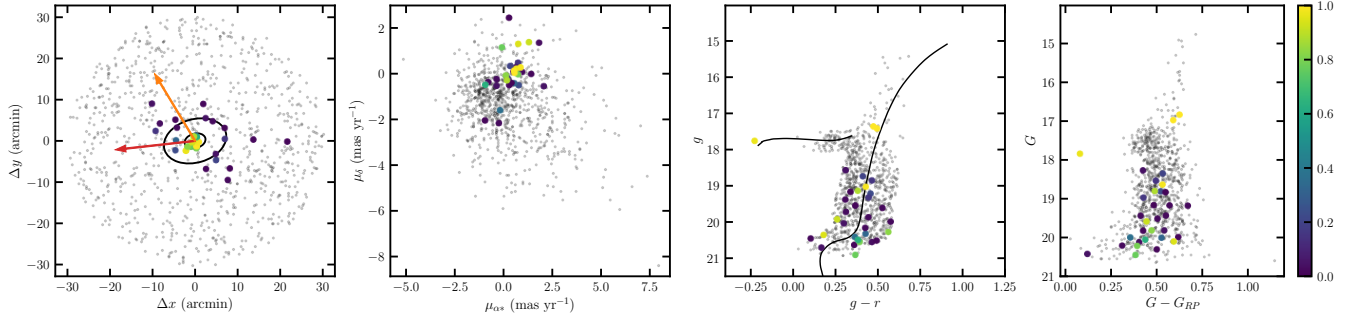 30
20
10
0
−10
−20
−30
−30 −20 −10 0 10 20 30
Δx (arcmin)
Δy (arcmin)
2
0
−2
−4
−6
−8
−5.0 −2.5 0.0 2.5 5.0 7.5
μα∗ (mas yr⁻¹)
μδ (mas yr⁻¹)
15
16
17
18
19
20
21
−0.25 0.00 0.25 0.50 0.75 1.00 1.25
g − r
g
14
15
16
17
18
19
20
21
0.00 0.25 0.50 0.75 1.00
G − G_RP
G
1.0
0.8
0.6
0.4
0.2
0.0